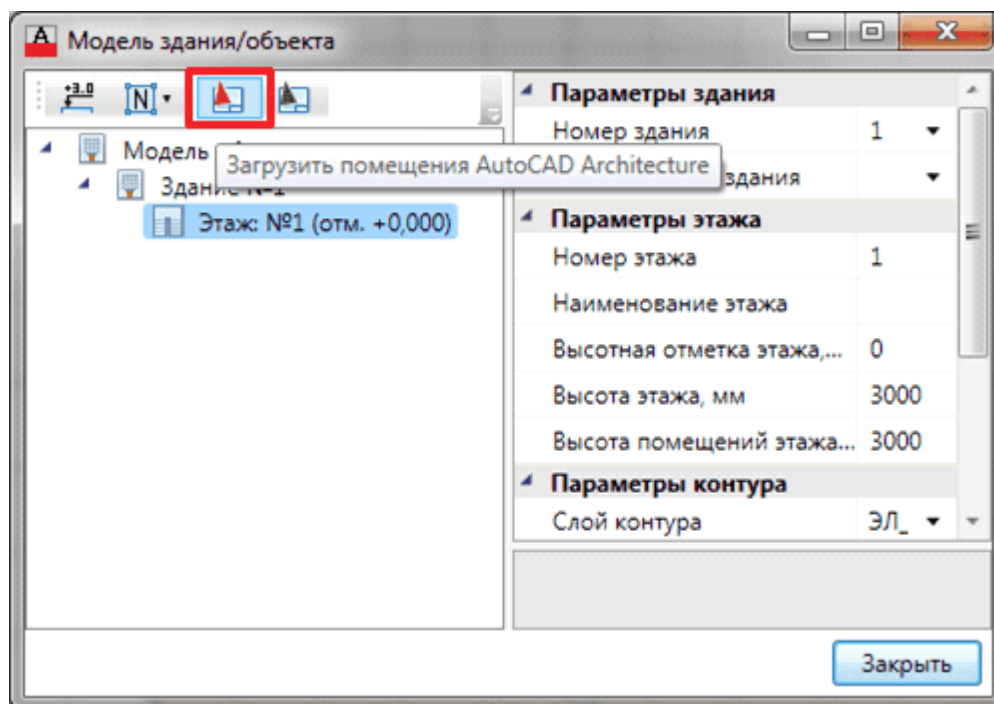 Модель здания/объекта
+3.0
N
Модель
Загрузить помещения AutoCAD Architecture
Здание №1
Этаж: №1 (отм. +0,000)
Параметры здания
Номер здания 1
здания
Параметры этажа
Номер этажа 1
Наименование этажа
Высотная отметка этажа,... 0
Высота этажа, мм 3000
Высота помещений этажа... 3000
Параметры контура
Слой контура ЭЛ_
Закрыть